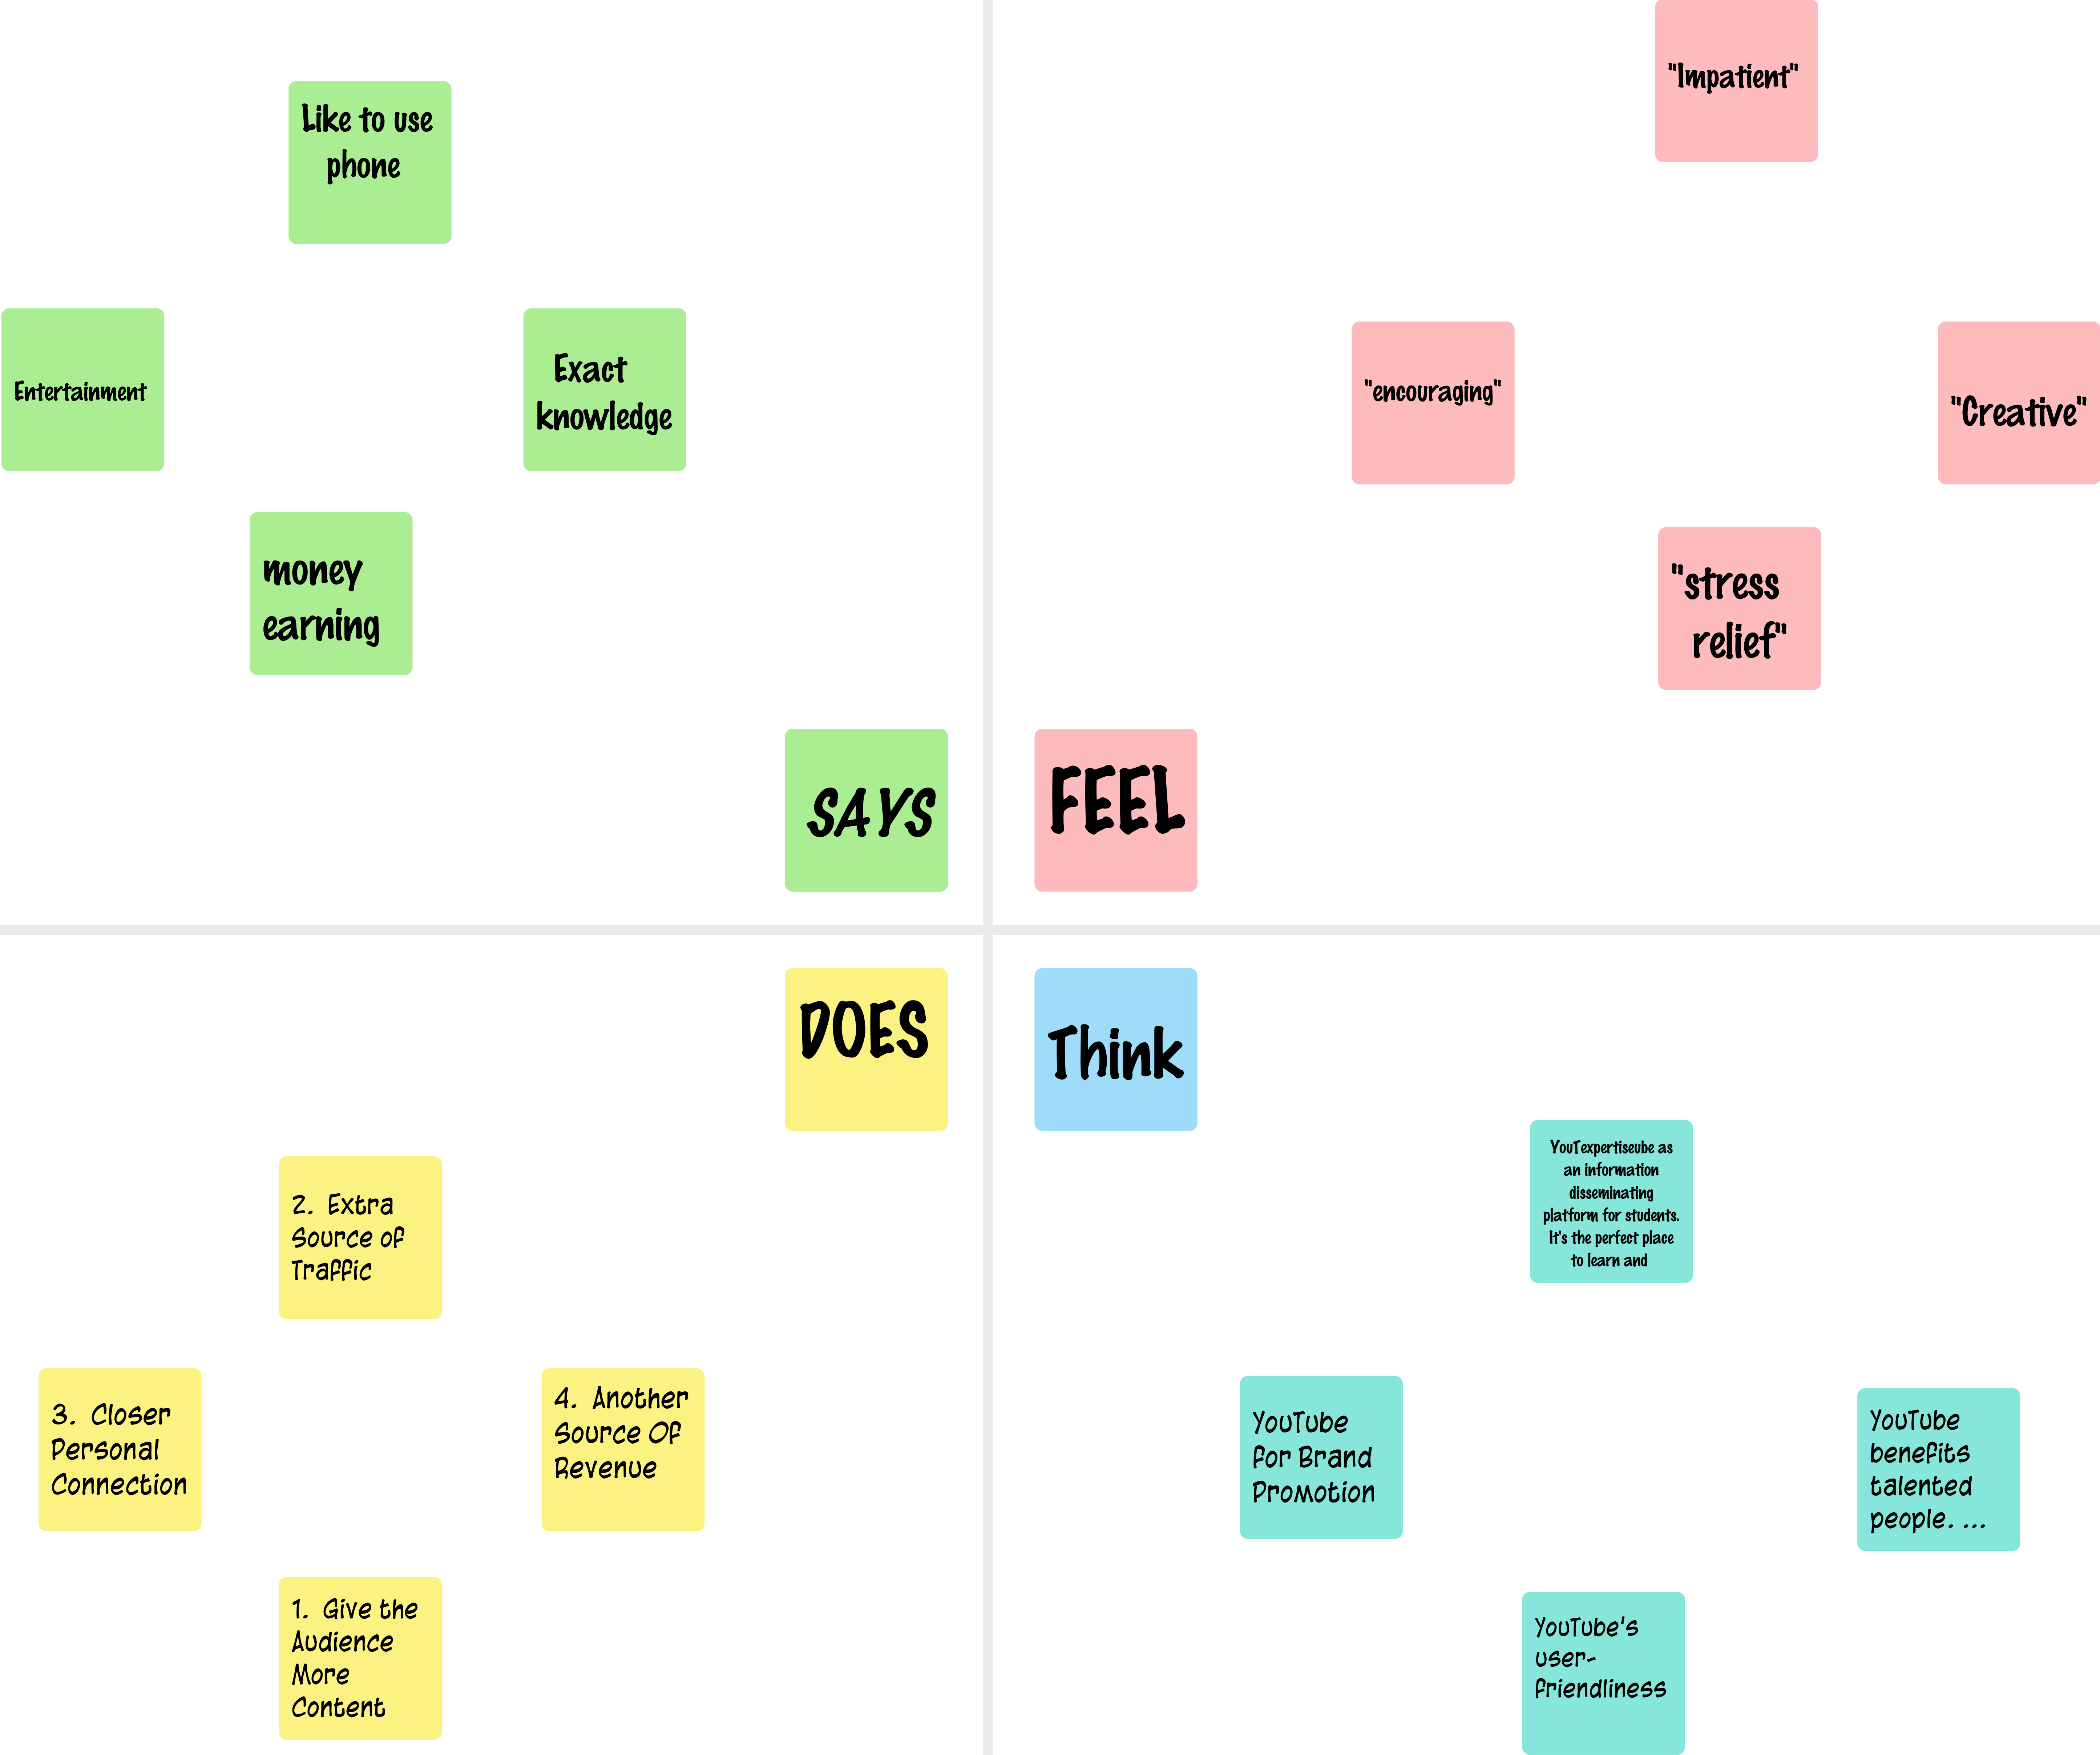 Like to use
phone
Entertainment
Exact
knowledge
money
earning
SAYS
"Impatient"
"encouraging"
"Creative"
"stress
relief"
FEEL
DOES
2. Extra
Source of
Traffic
3. Closer
Personal
Connection
4. Another
Source Of
Revenue
1. Give the
Audience
More
Content
Think
YouTexpertiseube as
an information
disseminating
platform for students.
It's the perfect place
to learn and
YouTube
for Brand
Promotion
YouTube
benefits
talented
people. ...
YouTube's
user-
friendliness